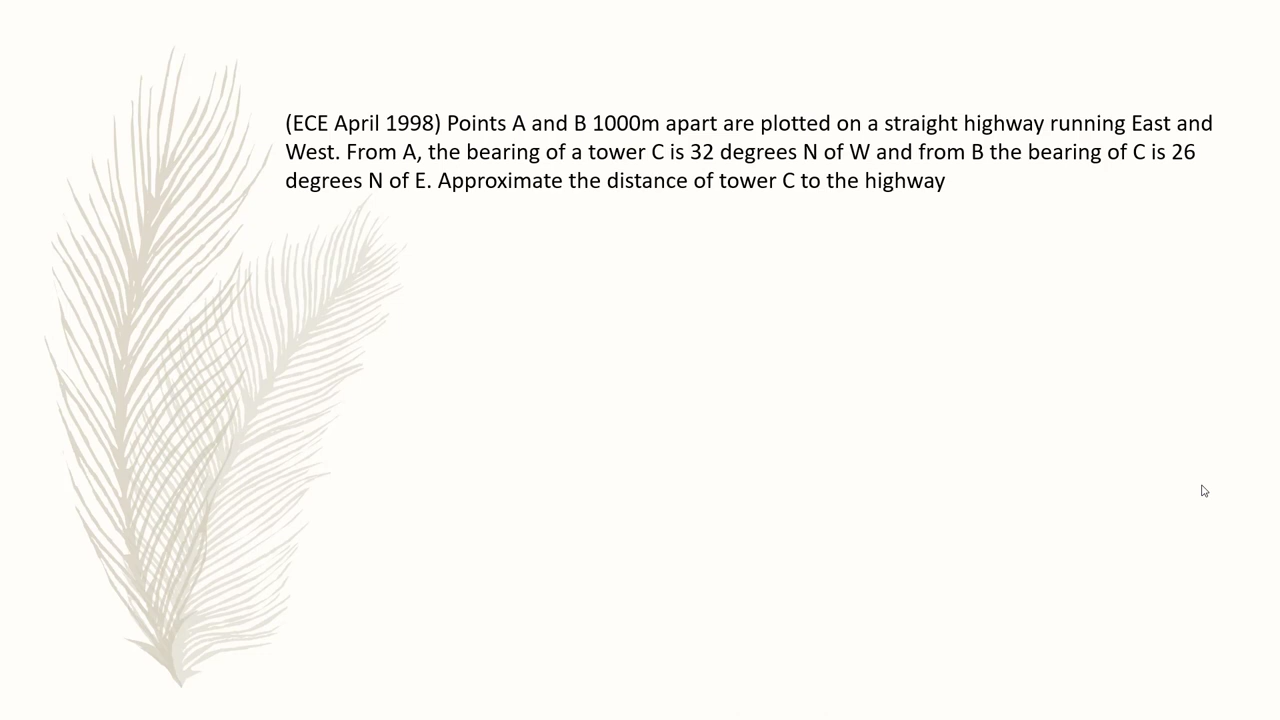 (ECE April 1998) Points A and B 1000m apart are plotted on a straight highway running East and
West. From A, the bearing of a tower C is 32 degrees N of W and from B the bearing of C is 26
degrees N of E. Approximate the distance of tower C to the highway